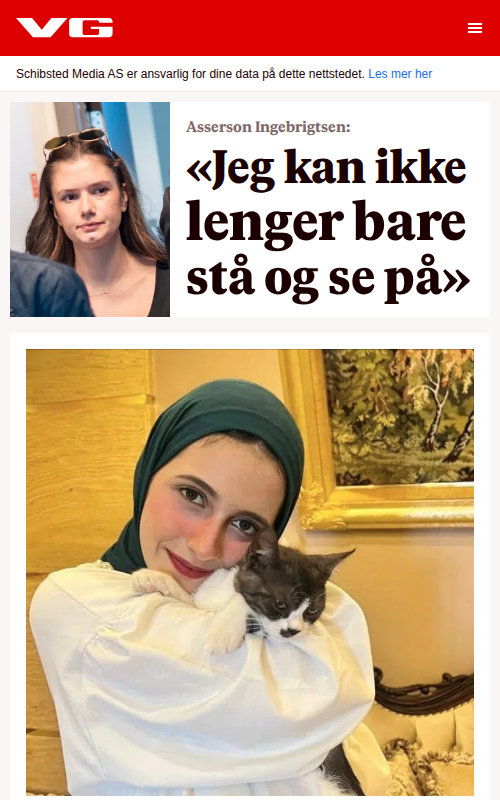 VG
Schibsted Media AS er ansvarlig for dine data på dette nettstedet. Les mer her
Asserson Ingebrigtsen:
«Jeg kan ikke
lenger bare
stå og se på»